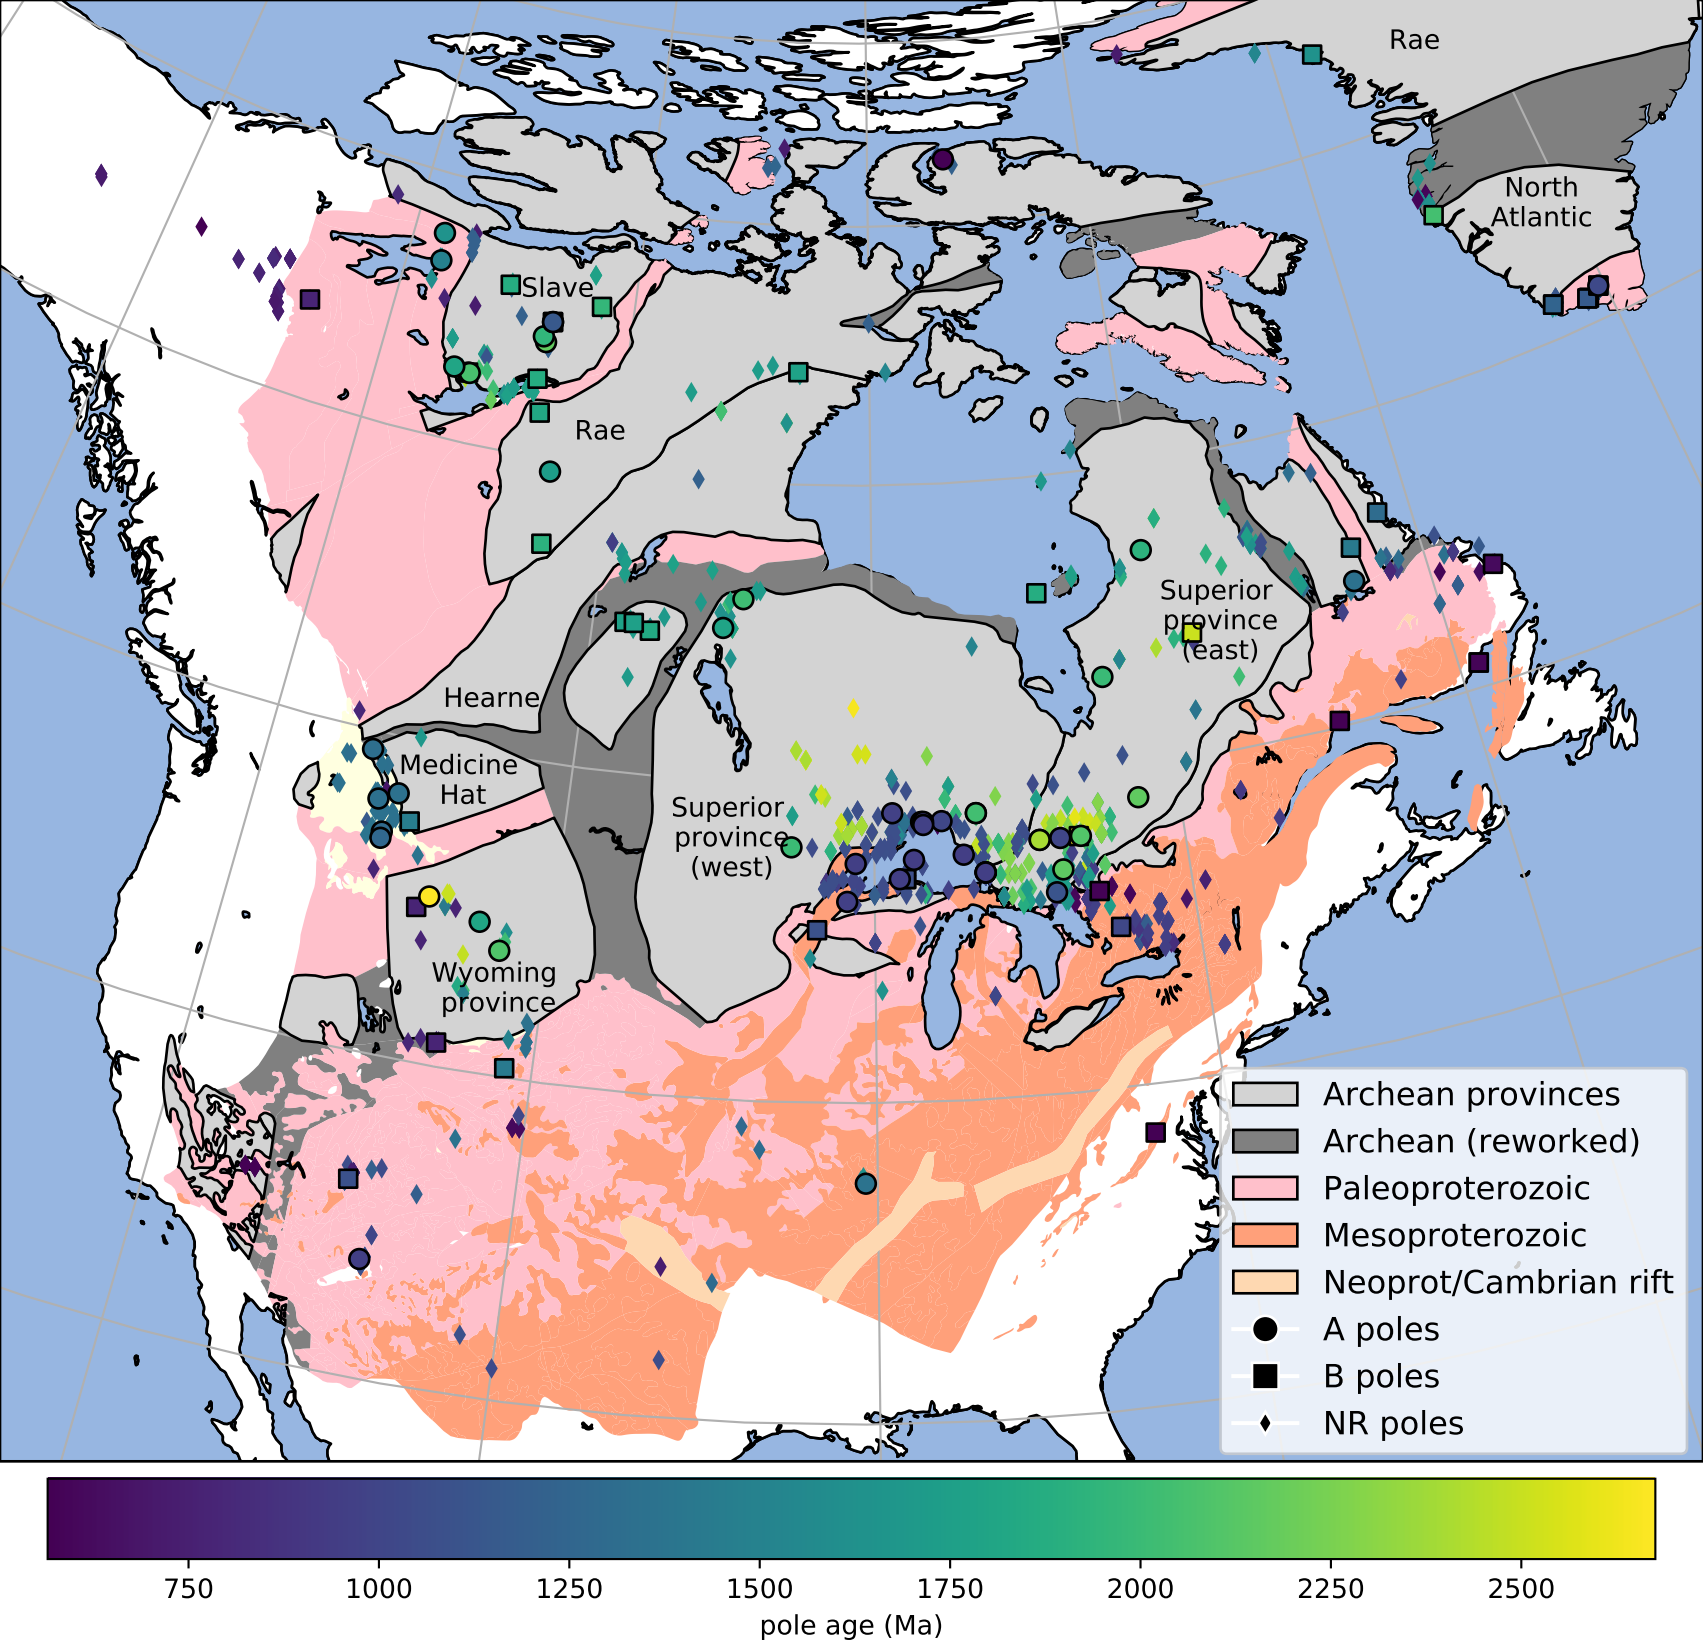 Rae
North
Atlantic
Slave
Rae
Superior
province
(east)
Hearne
Medicine
Hat
Superior
province
(west)
Wyoming
province
Archean provinces
Archean (reworked)
Paleoproterozoic
Mesoproterozoic
Neoprot/Cambrian rift
A poles
B poles
NR poles
750 1000 1250 1500 1750 2000 2250 2500
pole age (Ma)